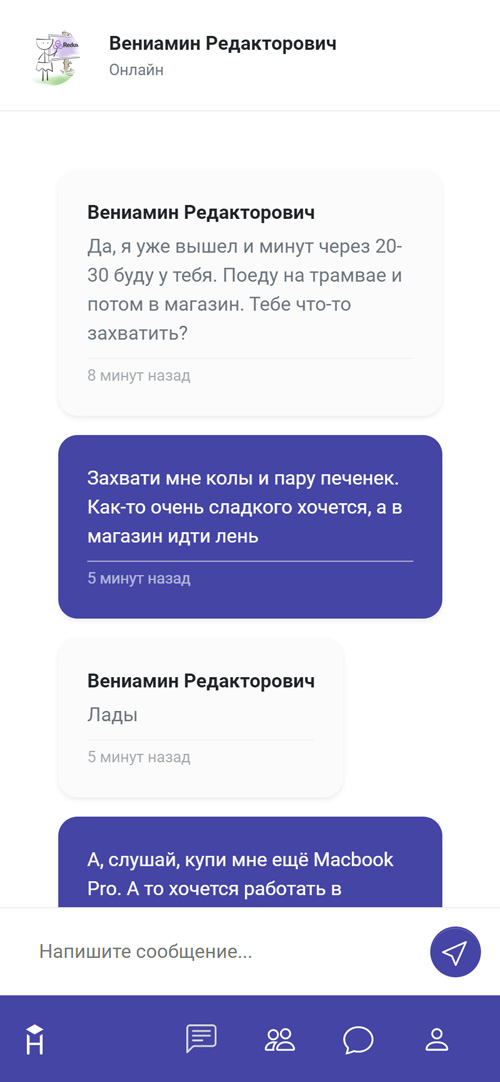 Redux
Вениамин Редакторович
Онлайн
Вениамин Редакторович
Да, я уже вышел и минут через 20-
30 буду у тебя. Поеду на трамвае и
потом в магазин. Тебе что-то
захватить?
8 минут назад
Захвати мне колы и пару печенек.
Как-то очень сладкого хочется, а в
магазин идти лень
5 минут назад
Вениамин Редакторович
Лады
5 минут назад
А, слушай, купи мне ещё Macbook
Pro. А то хочется работать в
Напишите сообщение...
H